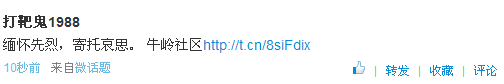 打靶鬼1988
缅怀先烈，寄托哀思。 牛岭社区http://t.cn/8siFdix
10秒前 来自微话题 | 转发 | 收藏 | 评论